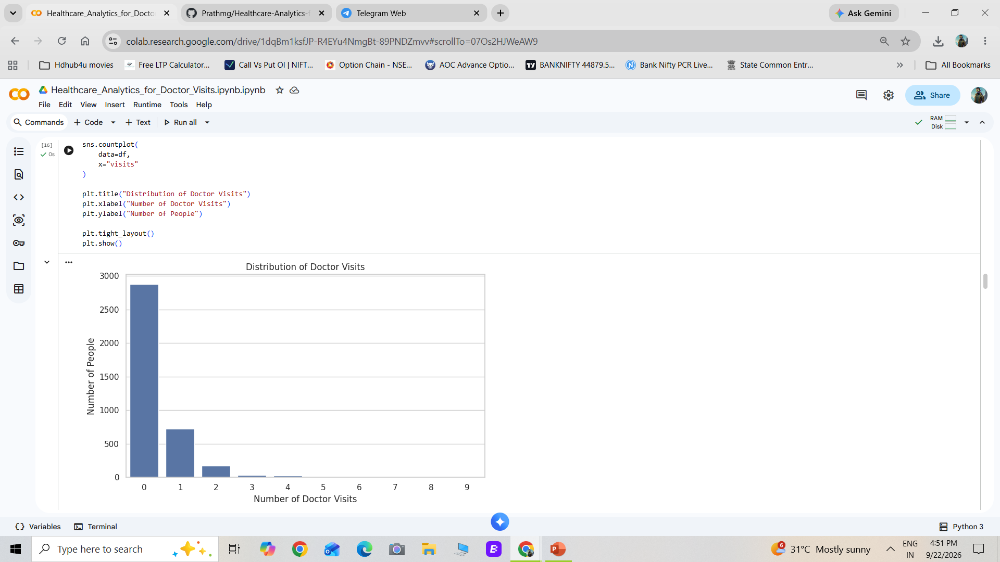 Healthcare_Analytics_for_Docto
Prathmg/Healthcare-Analytics-f
Telegram Web
Ask Gemini
colab.research.google.com/drive/1dqBm1ksfJP-R4EYu4NmgBt-89PNDZmvv#scrollTo=07Os2HJWeAW9
Hdhub4u movies
Free LTP Calculator...
Call Vs Put OI | NIFT...
Option Chain - NSE...
AOC Advance Optio...
BANKNIFTY 44879.5...
Bank Nifty PCR Live...
State Common Entr...
All Bookmarks
Healthcare_Analytics_for_Doctor_Visits.ipynb.ipynb
File Edit View Insert Runtime Tools Help
Share
Commands + Code + Text Run all
RAM
Disk
[16]
0s
sns.countplot(
data=df,
x="visits"
)
plt.title("Distribution of Doctor Visits")
plt.xlabel("Number of Doctor Visits")
plt.ylabel("Number of People")
plt.tight_layout()
plt.show()
Distribution of Doctor Visits
3000
2500
2000
1500
1000
500
0
Number of People
0 1 2 3 4 5 6 7 8 9
Number of Doctor Visits
Variables
Terminal
Python 3
Type here to search
6
31°C Mostly sunny
ENG
IN
4:51 PM
9/22/2026